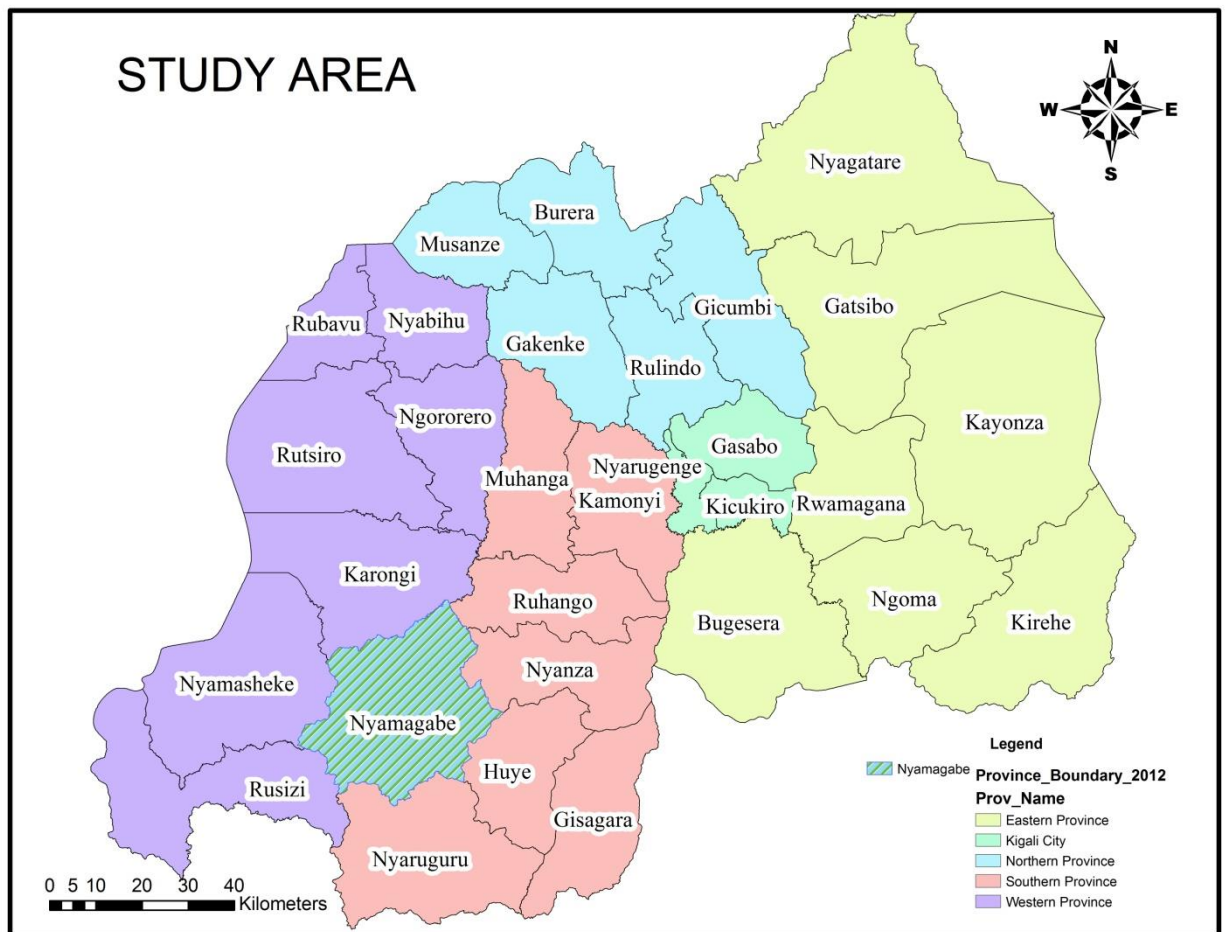 STUDY AREA
N
W E
S
Nyagatare
Burera
Musanze
Gatsibo
Gicumbi
Rubavu
Nyabihu
Gakenke
Rulindo
Ngororero
Kayonza
Gasabo
Rutsiro
Nyarugenge
Muhanga
Kamonyi
Kicukiro
Rwamagana
Karongi
Ruhango
Ngoma
Bugesera
Kirehe
Nyanza
Nyamasheke
Nyamagabe
Huye
Rusizi
Gisagara
Nyaruguru
Legend
Nyamagabe
Province_Boundary_2012
Prov_Name
Eastern Province
Kigali City
Northern Province
Southern Province
Western Province
0 5 10 20 30 40
Kilometers